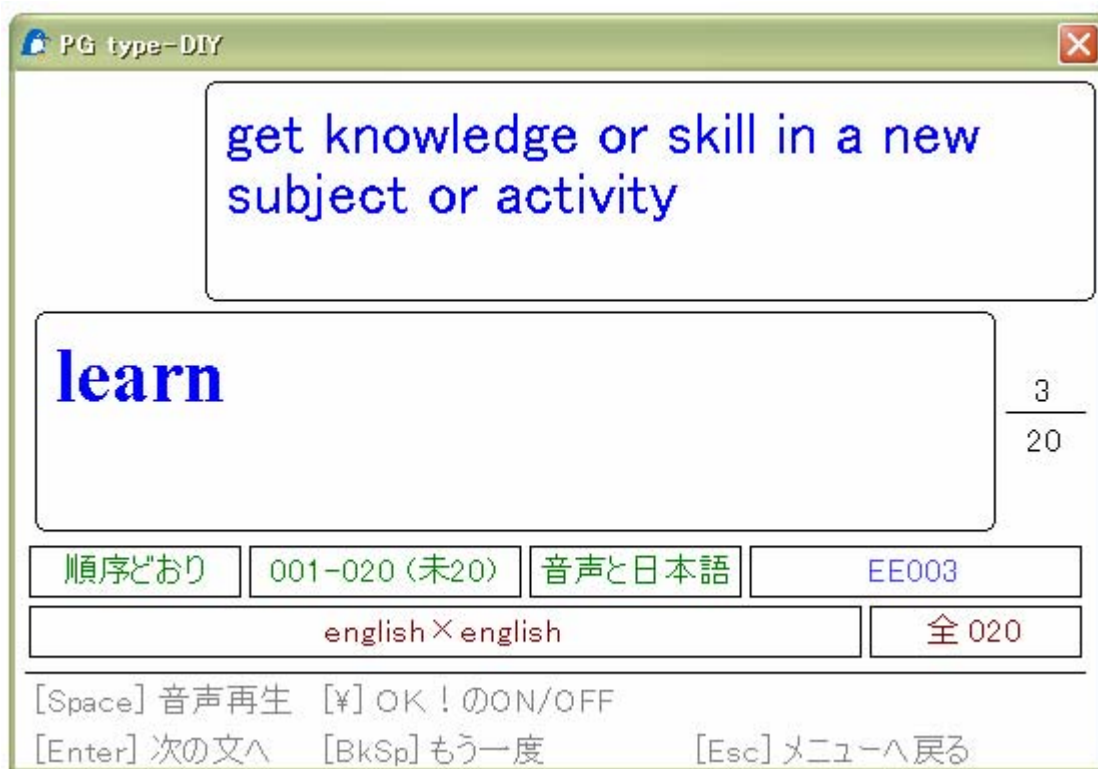 PG type-DIY
get knowledge or skill in a new
subject or activity
learn
3
20
順序どおり 001-020 (未20) 音声と日本語 EE003
english×english 全 020
[Space] 音声再生 [¥] OK！のON/OFF
[Enter] 次の文へ [BkSp] もう一度 [Esc] メニューへ戻る